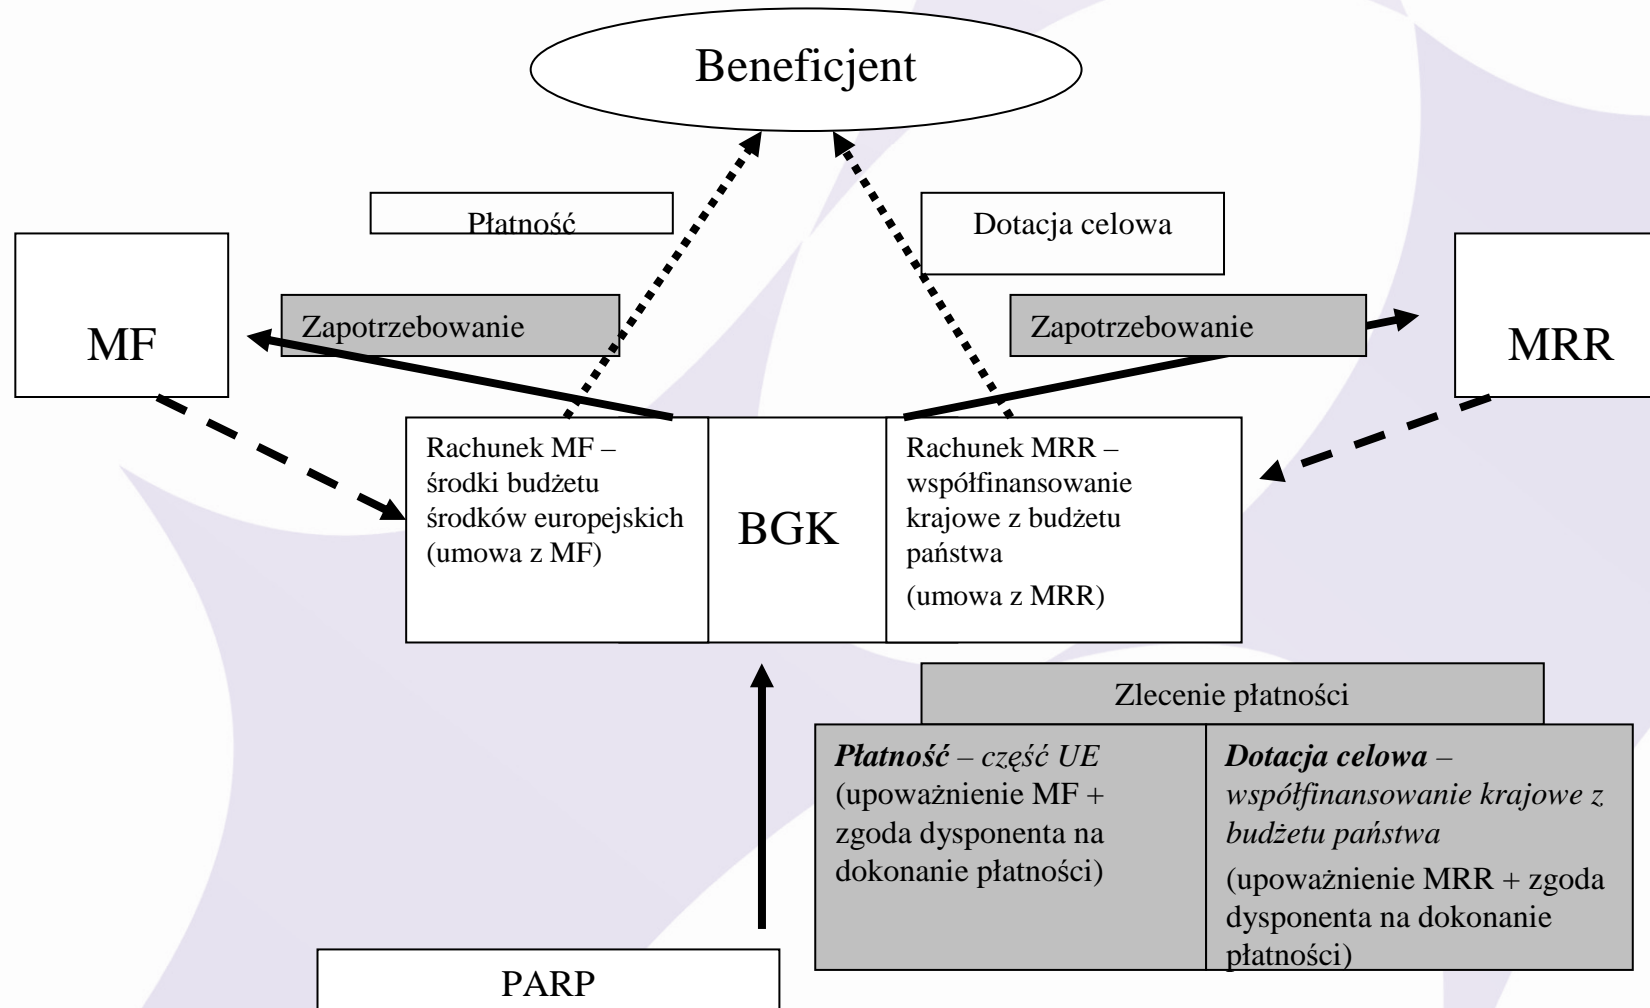 Beneficjent
Płatność
Dotacja celowa
MF
Zapotrzebowanie
Zapotrzebowanie
MRR
Rachunek MF –
środki budżetu
środków europejskich
(umowa z MF)
BGK
Rachunek MRR –
współfinansowanie
krajowe z budżetu
państwa
(umowa z MRR)
Zlecenie płatności
Płatność – część UE
(upoważnienie MF +
zgoda dysponenta na
dokonanie płatności)
Dotacja celowa –
współfinansowanie krajowe z
budżetu państwa
(upoważnienie MRR + zgoda
dysponenta na dokonanie
płatności)
PARP